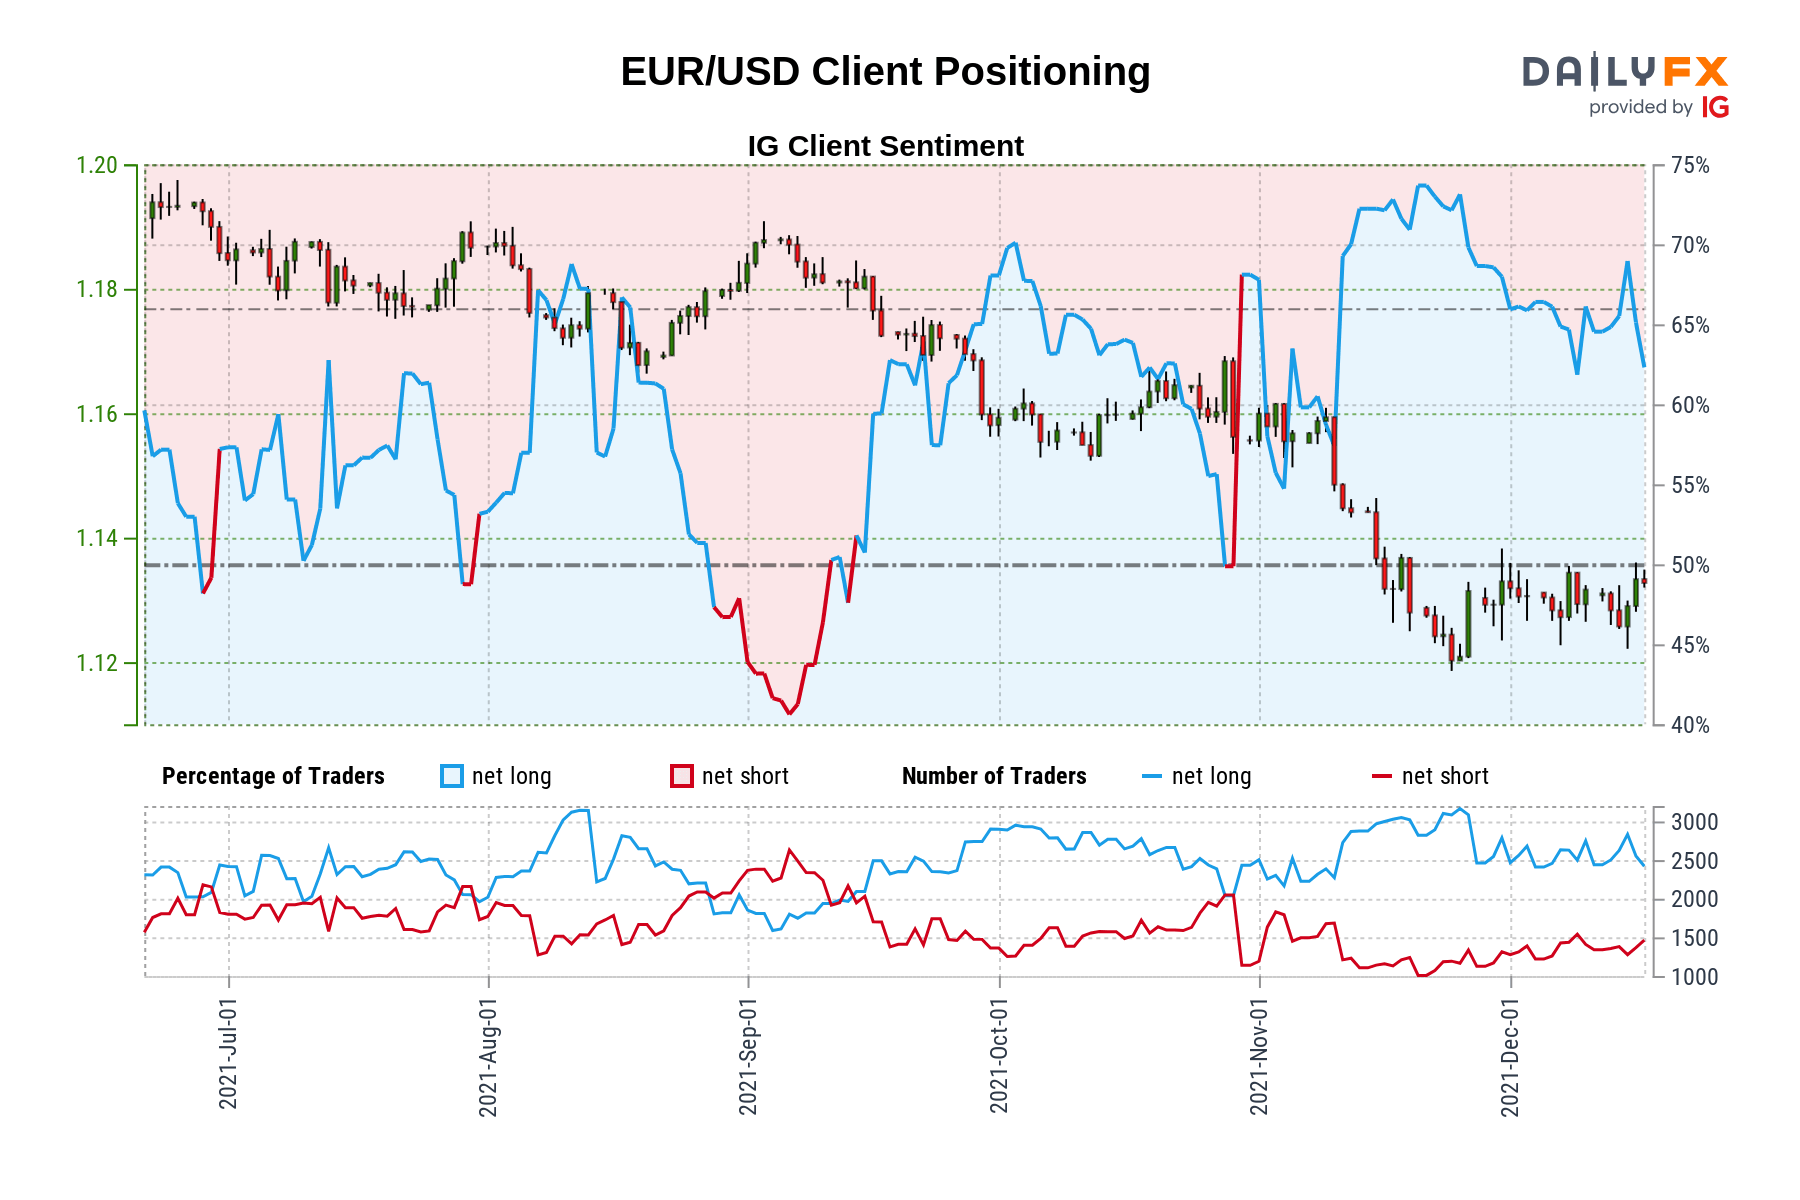 EUR/USD Client Positioning
DAILYFX
provided by IG
IG Client Sentiment
1.20
1.18
1.16
1.14
1.12
75%
70%
65%
60%
55%
50%
45%
40%
Percentage of Traders net long net short Number of Traders net long net short
3000
2500
2000
1500
1000
2021-Jul-01
2021-Aug-01
2021-Sep-01
2021-Oct-01
2021-Nov-01
2021-Dec-01